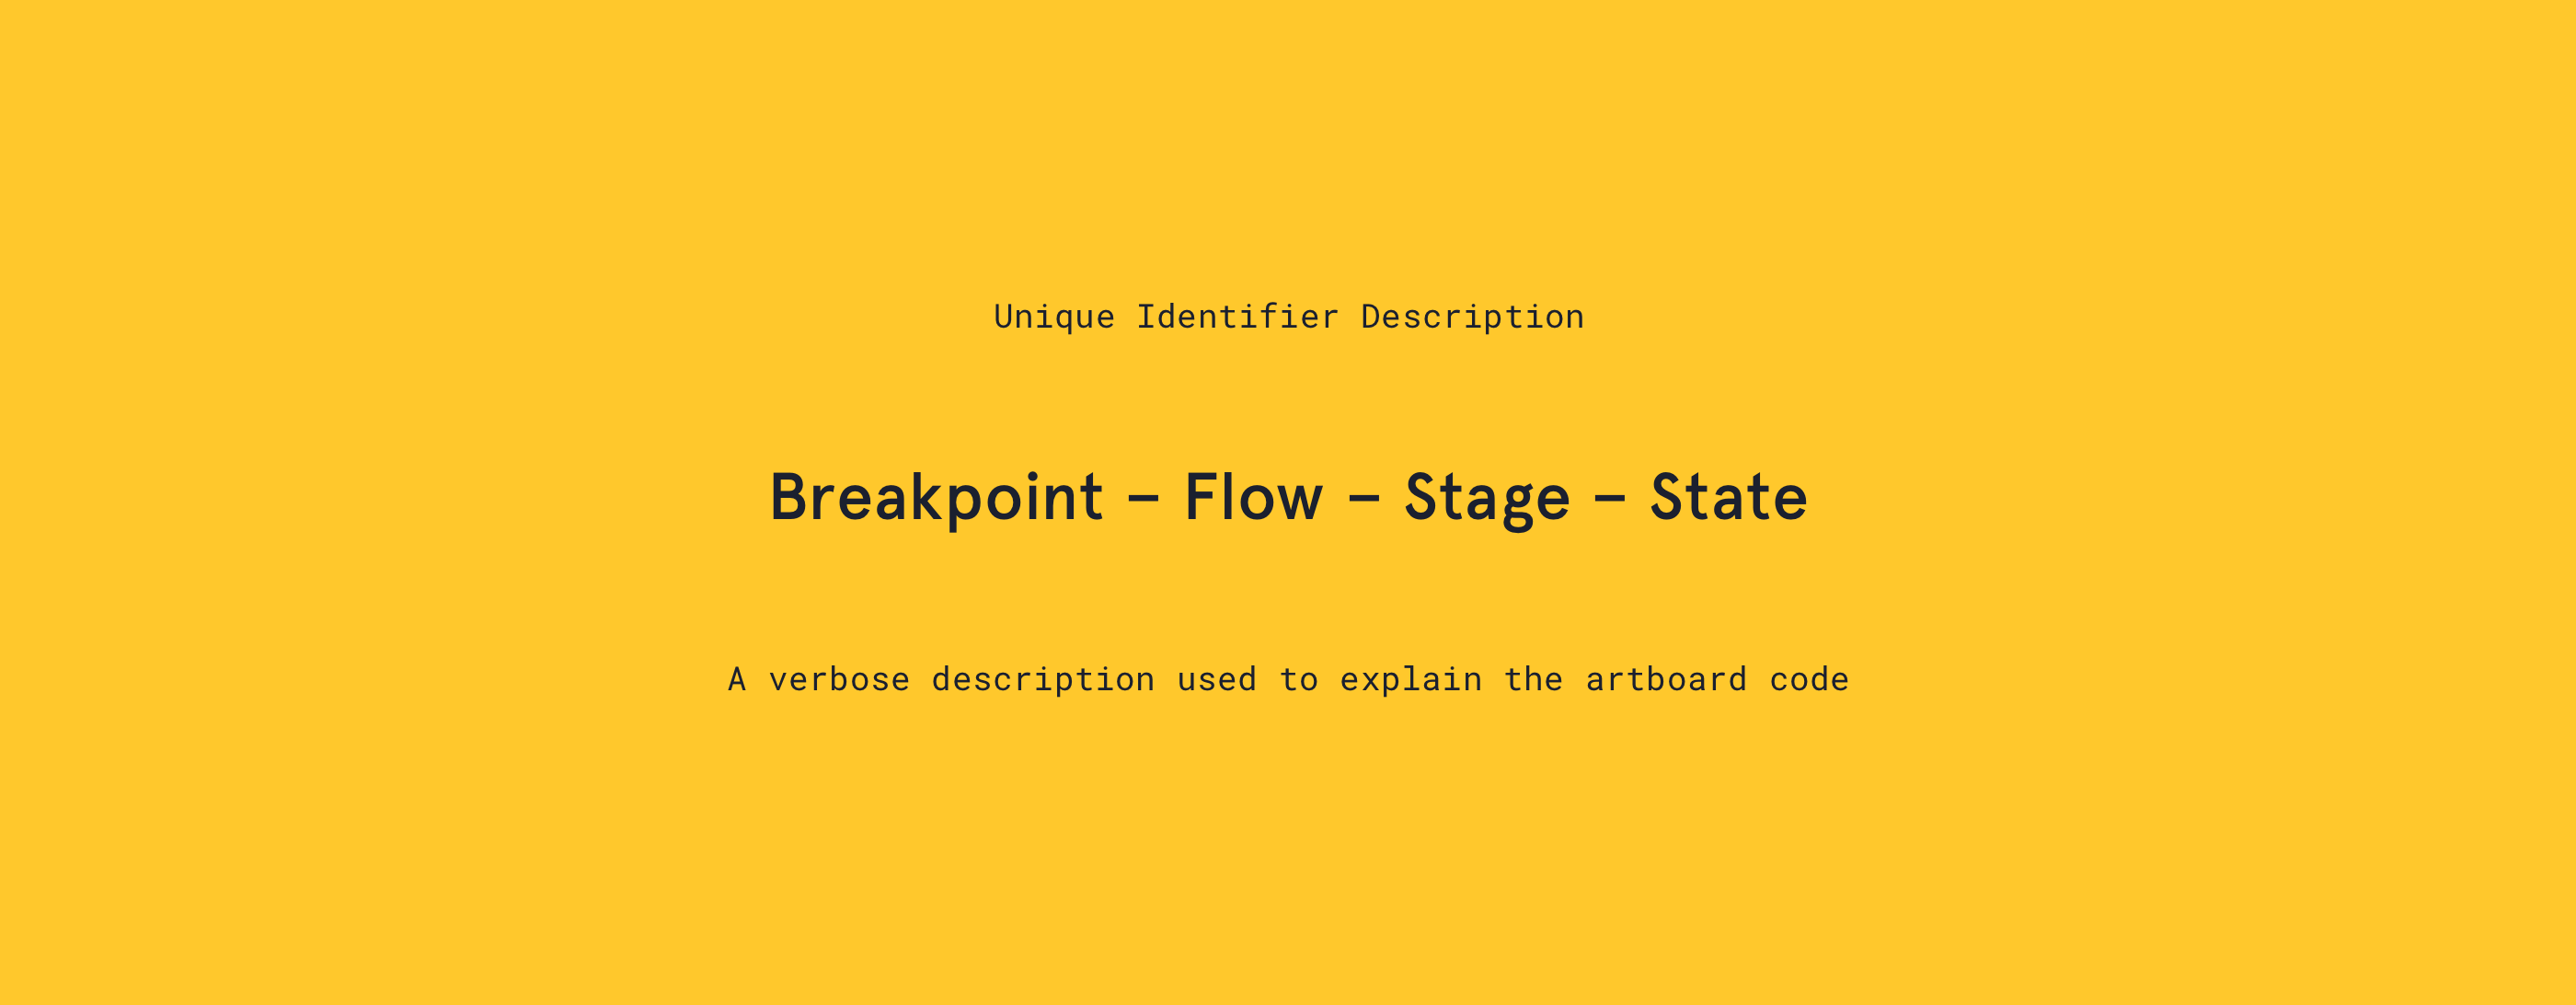 Unique Identifier Description
Breakpoint – Flow – Stage – State
A verbose description used to explain the artboard code